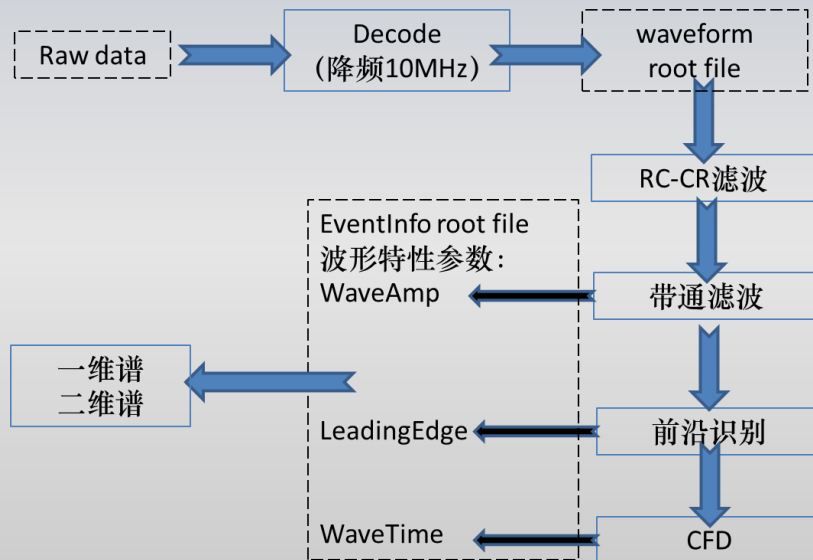 Raw data
Decode
（降频10MHz）
waveform
root file
RC-CR滤波
EventInfo root file
波形特性参数：
WaveAmp
带通滤波
一维谱
二维谱
LeadingEdge
前沿识别
WaveTime
CFD